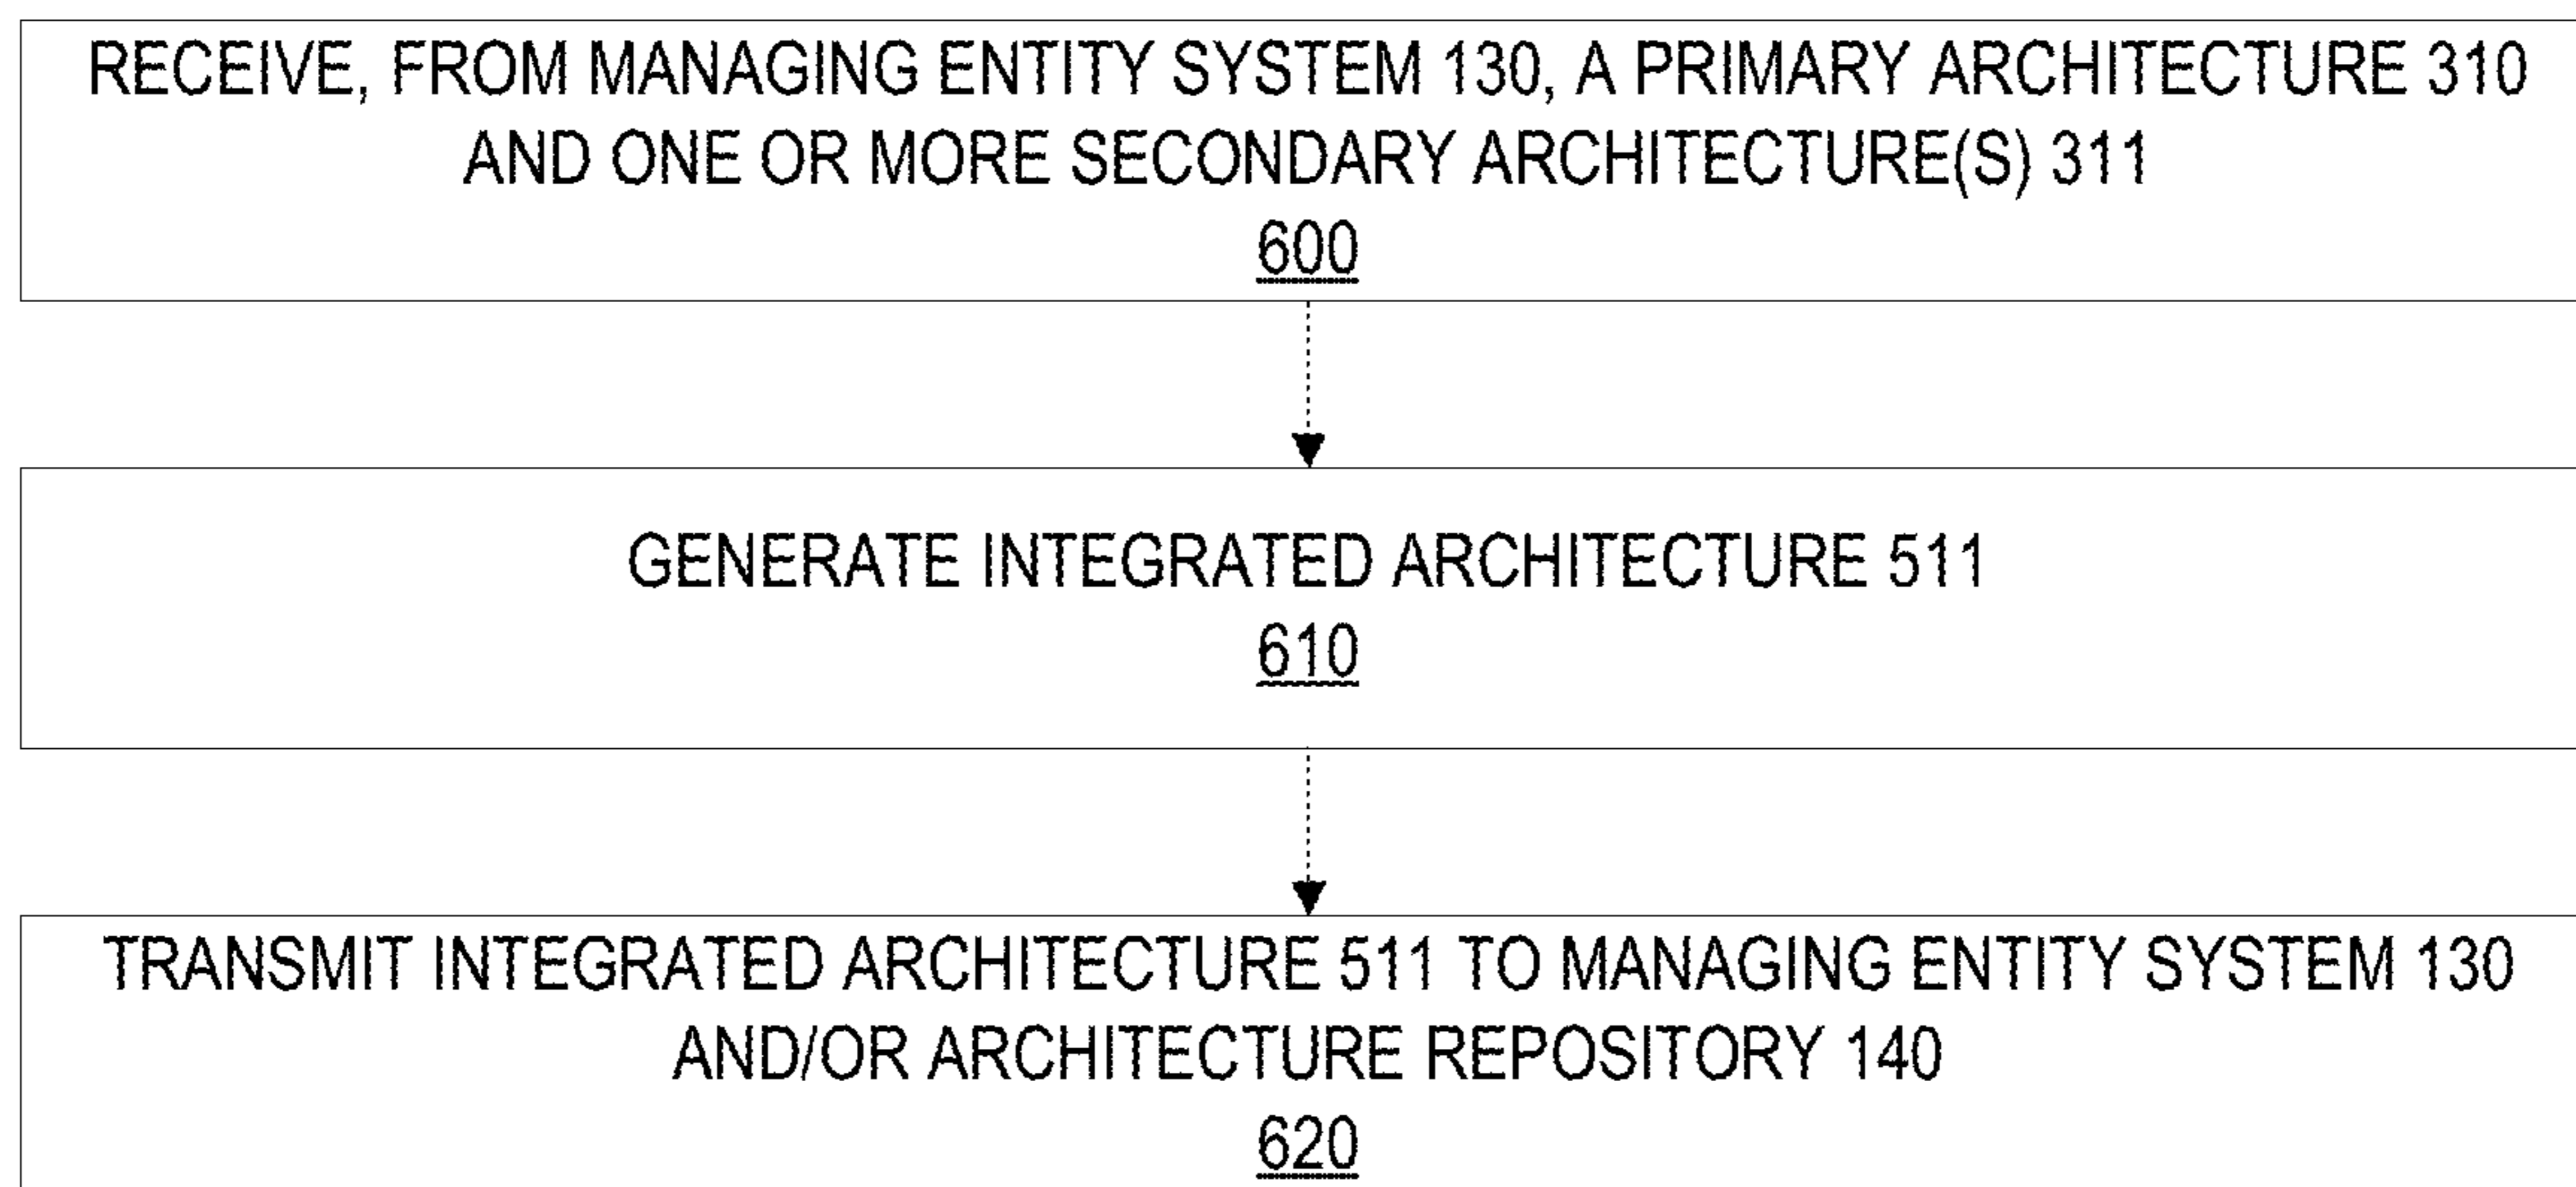 RECEIVE, FROM MANAGING ENTITY SYSTEM 130, A PRIMARY ARCHITECTURE 310
AND ONE OR MORE SECONDARY ARCHITECTURE(S) 311
600
GENERATE INTEGRATED ARCHITECTURE 511
610
TRANSMIT INTEGRATED ARCHITECTURE 511 TO MANAGING ENTITY SYSTEM 130
AND/OR ARCHITECTURE REPOSITORY 140
620